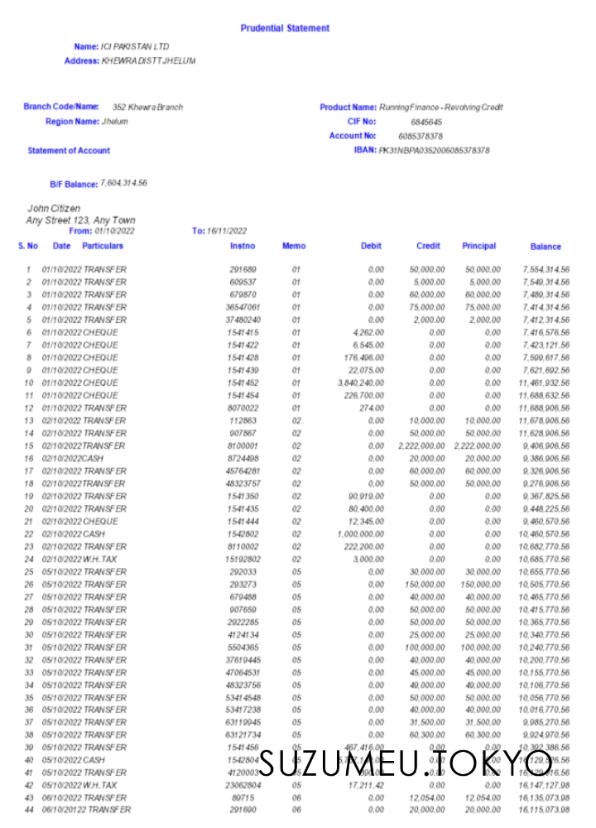 Prudential Statement
Name: ICI PAKISTAN LTD
Address: KHEWRA DISTT JHELUM
Branch Code/Name: 352 Khewra Branch Product Name: Running Finance - Revolving Credit
Region Name: Jhelum CIF No: 6845645
Account No: 6085378378
Statement of Account IBAN: PK31NBPA0352006085378378
B/F Balance: 7,604,314.56
John Citizen
Any Street 123, Any Town
From: 01/10/2022 To: 16/11/2022
S. No Date Particulars Instno Memo Debit Credit Principal Balance
1 01/10/2022 TRANSFER 291689 01 0.00 50,000.00 50,000.00 7,554,314.56
2 01/10/2022 TRANSFER 609537 01 0.00 5,000.00 5,000.00 7,549,314.56
3 01/10/2022 TRANSFER 679870 01 0.00 60,000.00 60,000.00 7,489,314.56
4 01/10/2022 TRANSFER 36547061 01 0.00 75,000.00 75,000.00 7,414,314.56
5 01/10/2022 TRANSFER 37480240 01 0.00 2,000.00 2,000.00 7,412,314.56
6 01/10/2022 CHEQUE 1541415 01 4,262.00 0.00 0.00 7,416,576.56
7 01/10/2022 CHEQUE 1541422 01 6,545.00 0.00 0.00 7,423,121.56
8 01/10/2022 CHEQUE 1541428 01 176,496.00 0.00 0.00 7,599,617.56
9 01/10/2022 CHEQUE 1541439 01 22,075.00 0.00 0.00 7,621,692.56
10 01/10/2022 CHEQUE 1541452 01 3,840,240.00 0.00 0.00 11,461,932.56
11 01/10/2022 CHEQUE 1541454 01 226,700.00 0.00 0.00 11,688,632.56
12 01/10/2022 TRANSFER 8070022 01 274.00 0.00 0.00 11,688,906.56
13 02/10/2022 TRANSFER 112863 02 0.00 10,000.00 10,000.00 11,678,906.56
14 02/10/2022 TRANSFER 907867 02 0.00 50,000.00 50,000.00 11,628,906.56
15 02/10/2022 TRANSFER 8100001 02 0.00 2,222,000.00 2,222,000.00 9,406,906.56
16 02/10/2022CASH 8724498 02 0.00 20,000.00 20,000.00 9,386,906.56
17 02/10/2022 TRANSFER 45764281 02 0.00 60,000.00 60,000.00 9,326,906.56
18 02/10/2022 TRANSFER 48323757 02 0.00 50,000.00 50,000.00 9,276,906.56
19 02/10/2022 TRANSFER 1541350 02 90,919.00 0.00 0.00 9,367,825.56
20 02/10/2022 TRANSFER 1541435 02 80,400.00 0.00 0.00 9,448,225.56
21 02/10/2022 CHEQUE 1541444 02 12,345.00 0.00 0.00 9,460,570.56
22 02/10/2022 CASH 1542802 02 1,000,000.00 0.00 0.00 10,460,570.56
23 02/10/2022 TRANSFER 8110002 02 222,200.00 0.00 0.00 10,682,770.56
24 02/10/2022 W.H.TAX 15192802 02 3,000.00 0.00 0.00 10,685,770.56
25 05/10/2022 TRANSFER 292033 05 0.00 30,000.00 30,000.00 10,655,770.56
26 05/10/2022 TRANSFER 293273 05 0.00 150,000.00 150,000.00 10,505,770.56
27 05/10/2022 TRANSFER 679488 05 0.00 40,000.00 40,000.00 10,465,770.56
28 05/10/2022 TRANSFER 907659 05 0.00 50,000.00 50,000.00 10,415,770.56
29 05/10/2022 TRANSFER 2922285 05 0.00 50,000.00 50,000.00 10,365,770.56
30 05/10/2022 TRANSFER 4124134 05 0.00 25,000.00 25,000.00 10,340,770.56
31 05/10/2022 TRANSFER 5504365 05 0.00 100,000.00 100,000.00 10,240,770.56
32 05/10/2022 TRANSFER 37619445 05 0.00 40,000.00 40,000.00 10,200,770.56
33 05/10/2022 TRANSFER 47064531 05 0.00 45,000.00 45,000.00 10,155,770.56
34 05/10/2022 TRANSFER 48323756 05 0.00 49,000.00 49,000.00 10,106,770.56
35 05/10/2022 TRANSFER 53414548 05 0.00 50,000.00 50,000.00 10,056,770.56
36 05/10/2022 TRANSFER 53417238 05 0.00 40,000.00 40,000.00 10,016,770.56
37 05/10/2022 TRANSFER 63119945 05 0.00 31,500.00 31,500.00 9,985,270.56
38 05/10/2022 TRANSFER 63121734 05 0.00 60,300.00 60,300.00 9,924,970.56
39 05/10/2022 TRANSFER 1541456 05 467,416.00 0.00 0.00 10,392,386.56
40 05/10/2022 CASH 1542804 0.00
41 05/10/2022 TRANSFER 4120003 05 0.00
SUZUMEU.TOKYO
42 05/10/2022 W.H.TAX 23062804 05 17,211.42 0.00 0.00 16,147,127.98
43 06/10/2022 TRANSFER 89715 06 0.00 12,054.00 12,054.00 16,135,073.98
44 06/10/20122 TRANSFER 291690 06 0.00 20,000.00 20,000.00 16,115,073.98